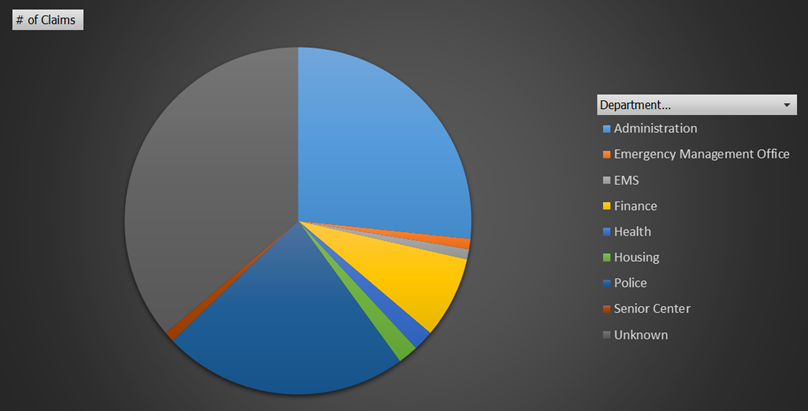 # of Claims
Department...
Administration
Emergency Management Office
EMS
Finance
Health
Housing
Police
Senior Center
Unknown